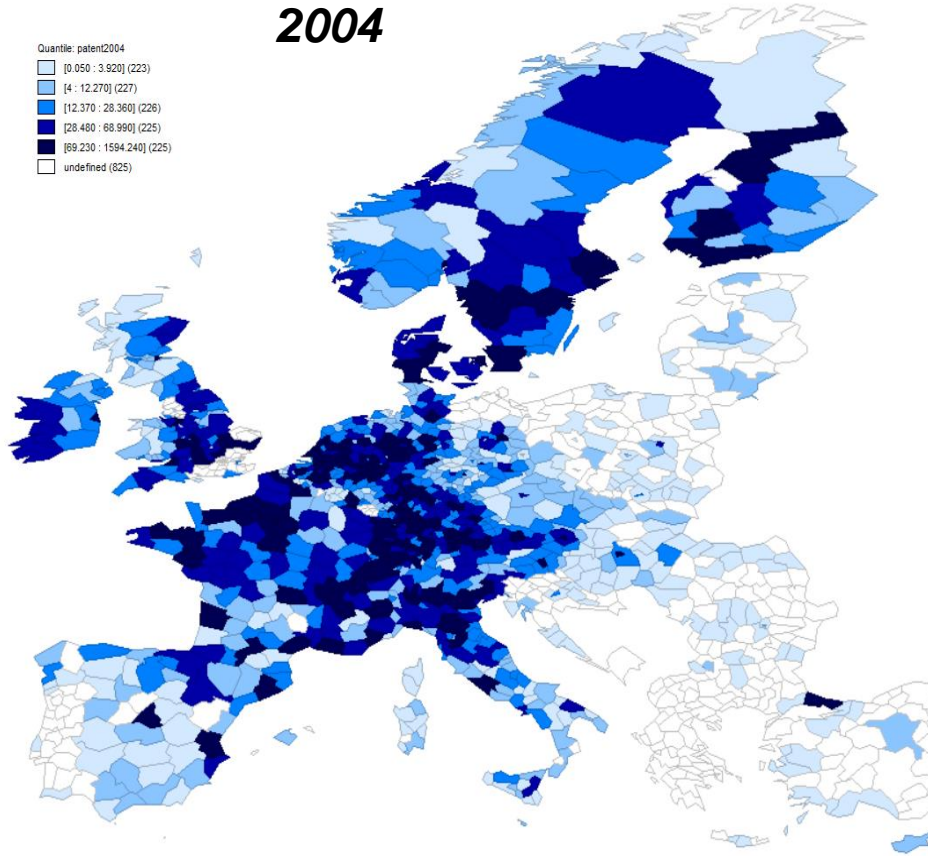 2004
Quantile: patent2004
[0.050 : 3.920] (223)
[4 : 12.270] (227)
[12.370 : 28.360] (226)
[28.480 : 68.990] (225)
[69.230 : 1594.240] (225)
undefined (825)